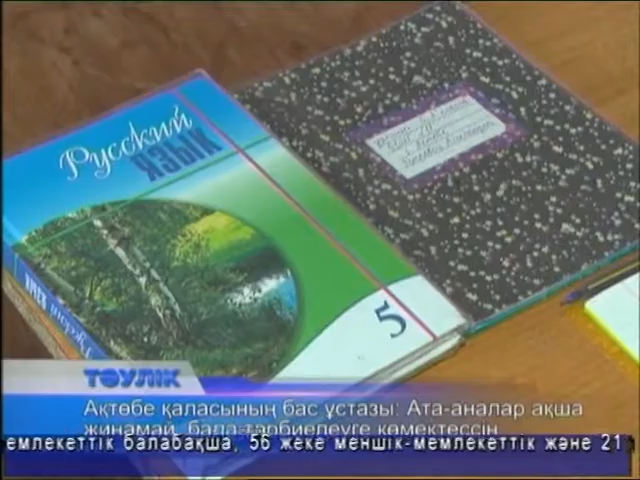 Русский
ЯЗЫК
5
ТӘУЛІК
Ақтөбе қаласының бас ұстазы: Ата-аналар ақша
жинамай, бала тәрбиелеуге көмектессін
емлекеттік балабақша, 56 жеке меншік-мемлекеттік және 21